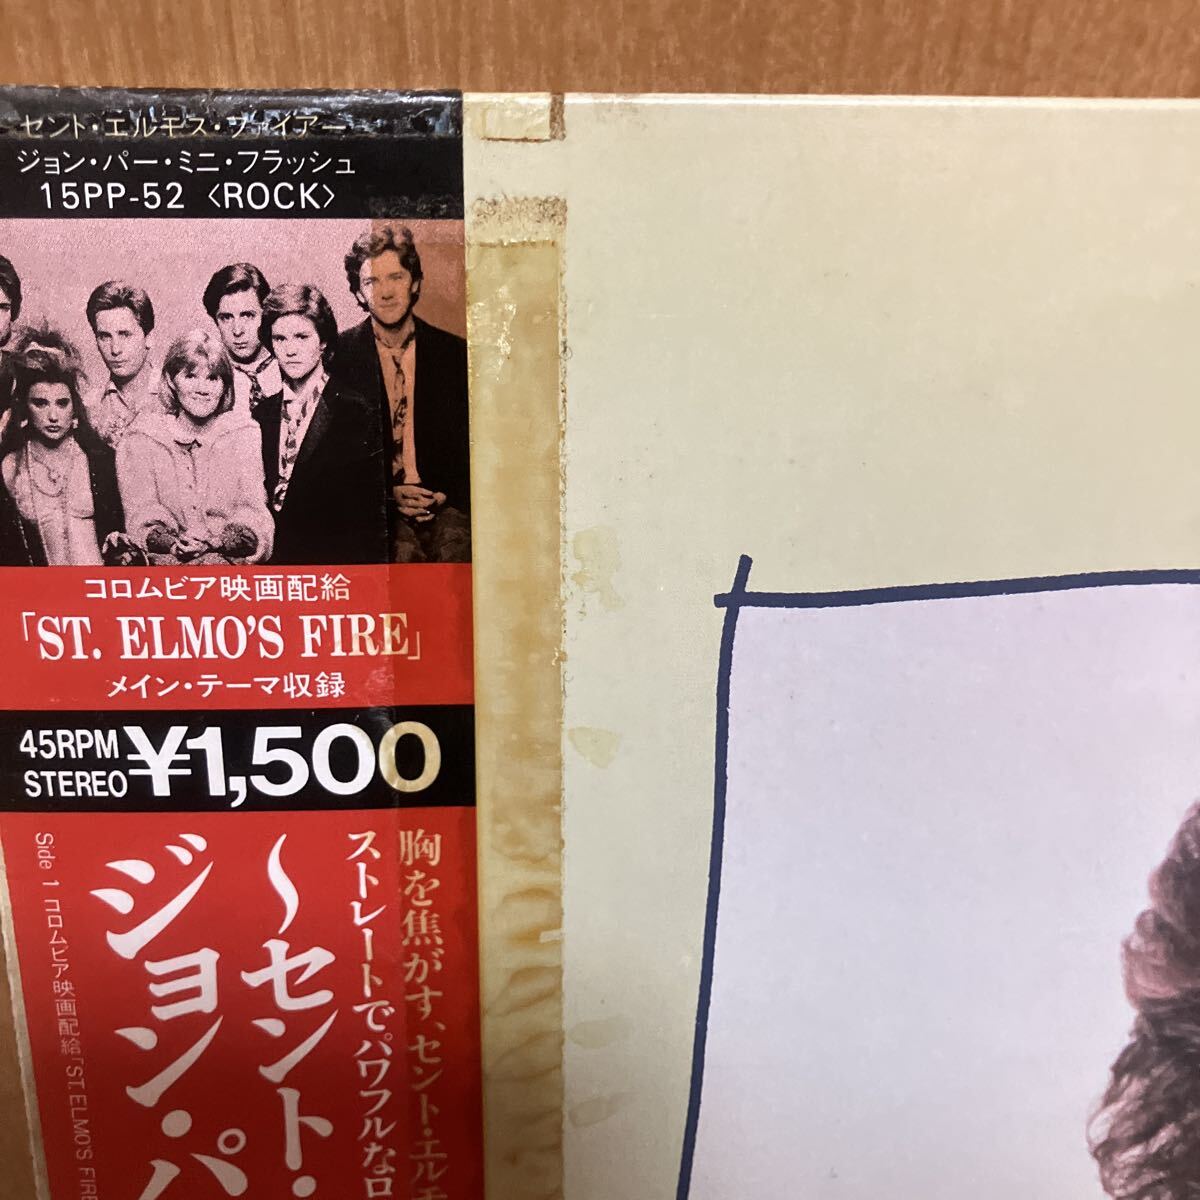 セント・エルモス・ファイアー
ジョン・パー・ミニ・フラッシュ
15PP-52 〈ROCK〉
コロムビア映画配給
「ST. ELMO'S FIRE」
メイン・テーマ収録
45RPM
STEREO
¥1,500
胸を焦がす、セント・エルモ
ストレートでパワフルなロ
〜セント・
ジョン・パ
Side 1 コロムビア映画配給「ST. ELMO'S FIRE